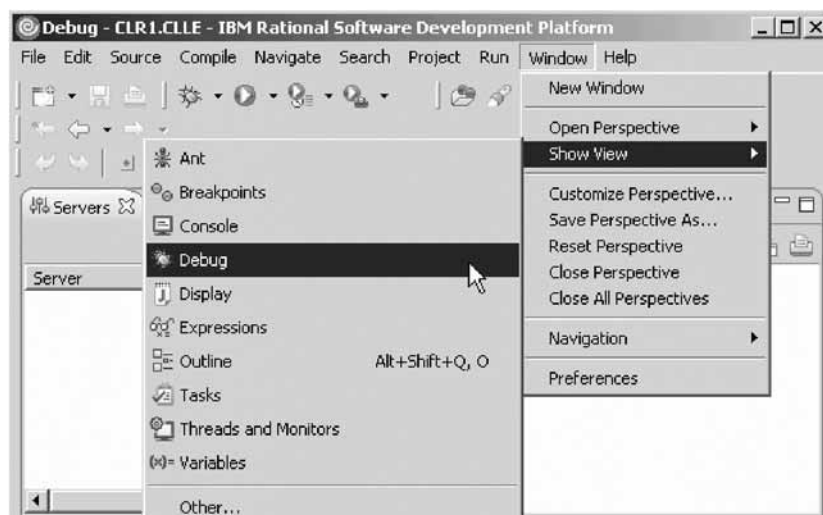 Debug - CLR1.CLLE - IBM Rational Software Development Platform
File Edit Source Compile Navigate Search Project Run Window Help
New Window
Open Perspective
Show View
Customize Perspective...
Save Perspective As...
Reset Perspective
Close Perspective
Close All Perspectives
Navigation
Preferences
Ant
Breakpoints
Console
Debug
Display
Expressions
Outline Alt+Shift+Q, O
Tasks
Threads and Monitors
(x)= Variables
Other...
Servers
Server